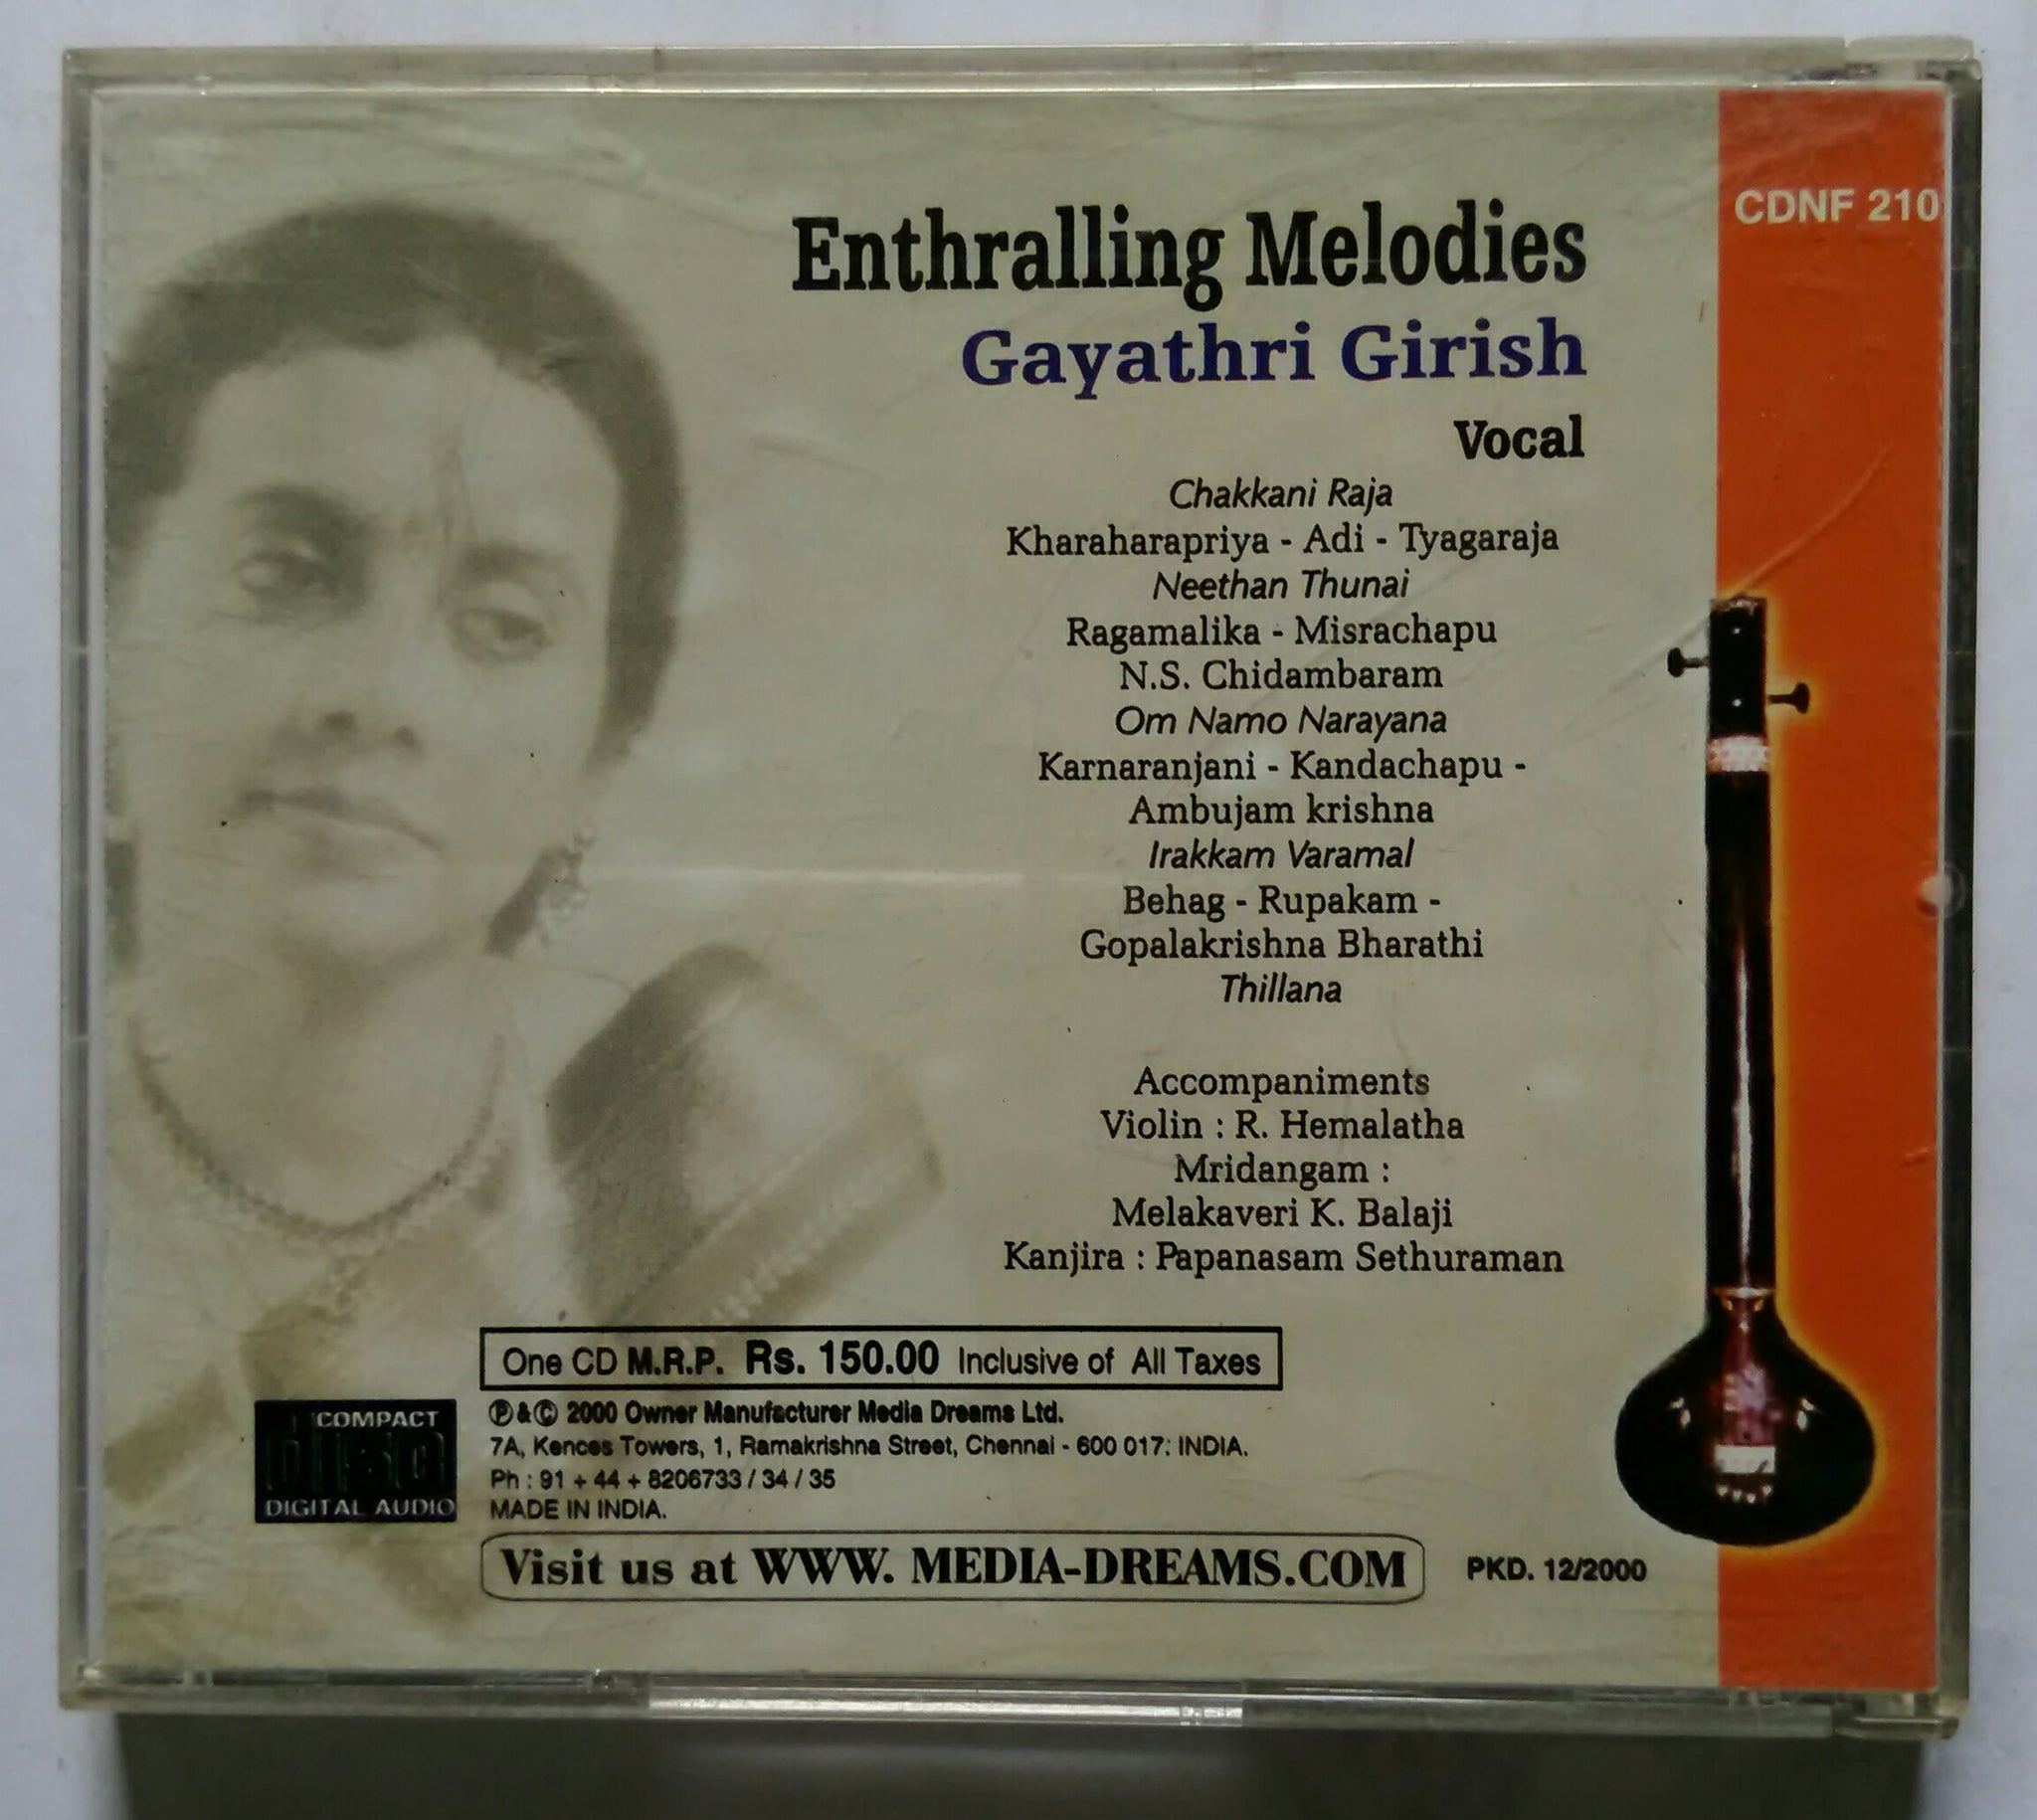 CDNF 210
Enthralling Melodies
Gayathri Girish
Vocal
Chakkani Raja
Kharaharapriya - Adi - Tyagaraja
Neethan Thunai
Ragamalika - Misrachapu
N.S. Chidambaram
Om Namo Narayana
Karnaranjani - Kandachapu -
Ambujam krishna
Irakkam Varamal
Behag - Rupakam -
Gopalakrishna Bharathi
Thillana
Accompaniments
Violin : R. Hemalatha
Mridangam :
Melakaveri K. Balaji
Kanjira : Papanasam Sethuraman
One CD M.R.P. Rs. 150.00 Inclusive of All Taxes
Ⓟ&© 2000 Owner Manufacturer Media Dreams Ltd.
7A, Kences Towers, 1, Ramakrishna Street, Chennai - 600 017: INDIA.
Ph : 91 + 44 + 8206733 / 34 / 35
MADE IN INDIA.
COMPACT
disc
DIGITAL AUDIO
Visit us at WWW. MEDIA-DREAMS.COM
PKD. 12/2000